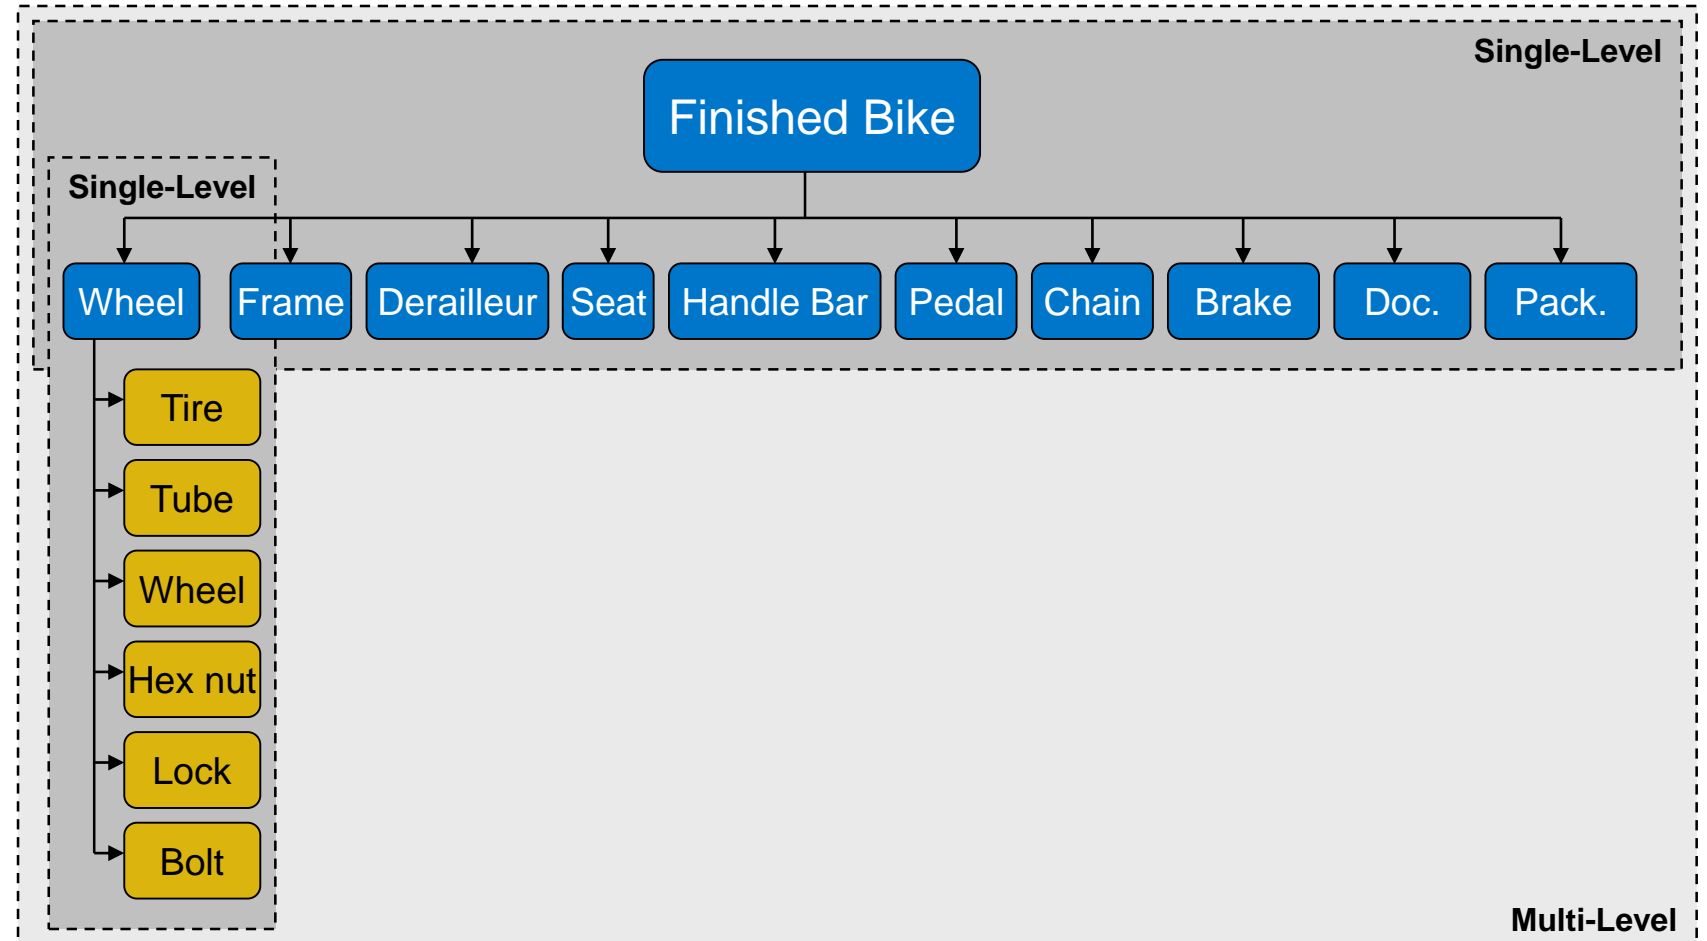 Single-Level
Finished Bike
Single-Level
Wheel
Frame
Derailleur
Seat
Handle Bar
Pedal
Chain
Brake
Doc.
Pack.
Tire
Tube
Wheel
Hex nut
Lock
Bolt
Multi-Level